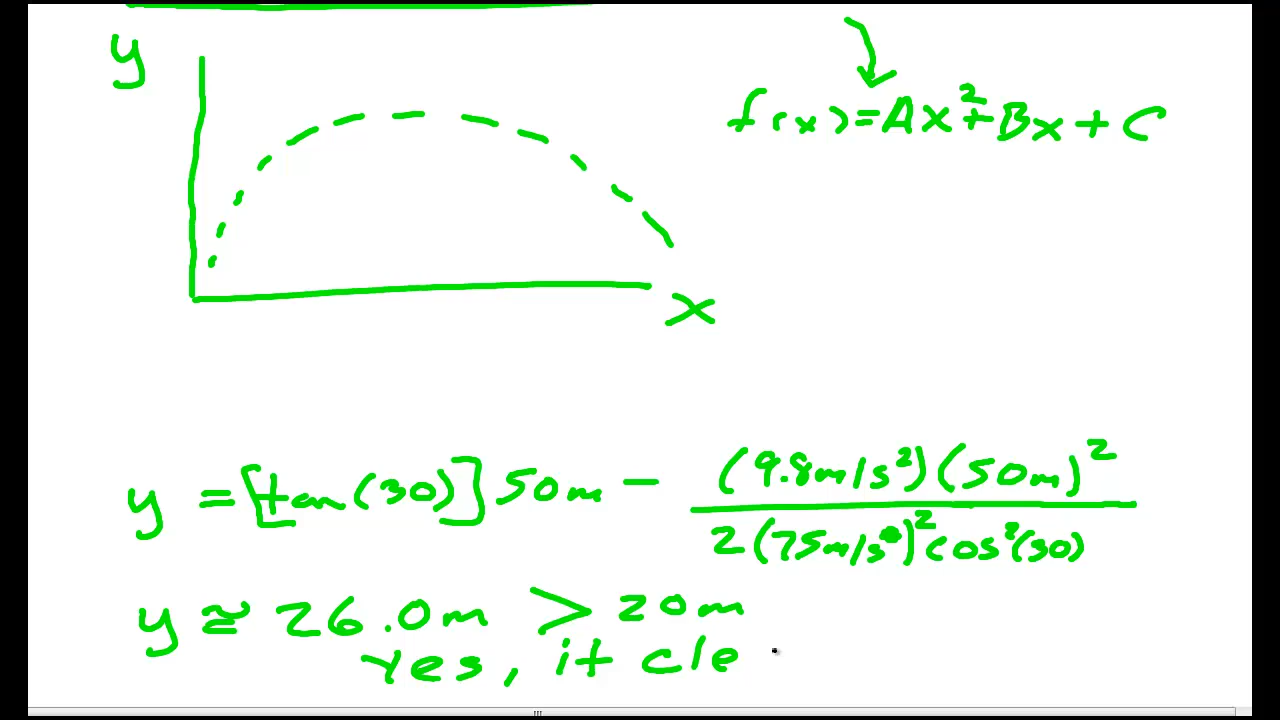 y
f(x)=Ax²+Bx+C
x
y = [tan(30)] 50m - (9.8m/s²)(50m)² / 2(75m/s)²cos²(30)
y ≅ 26.0m > 20m
Yes, it cle